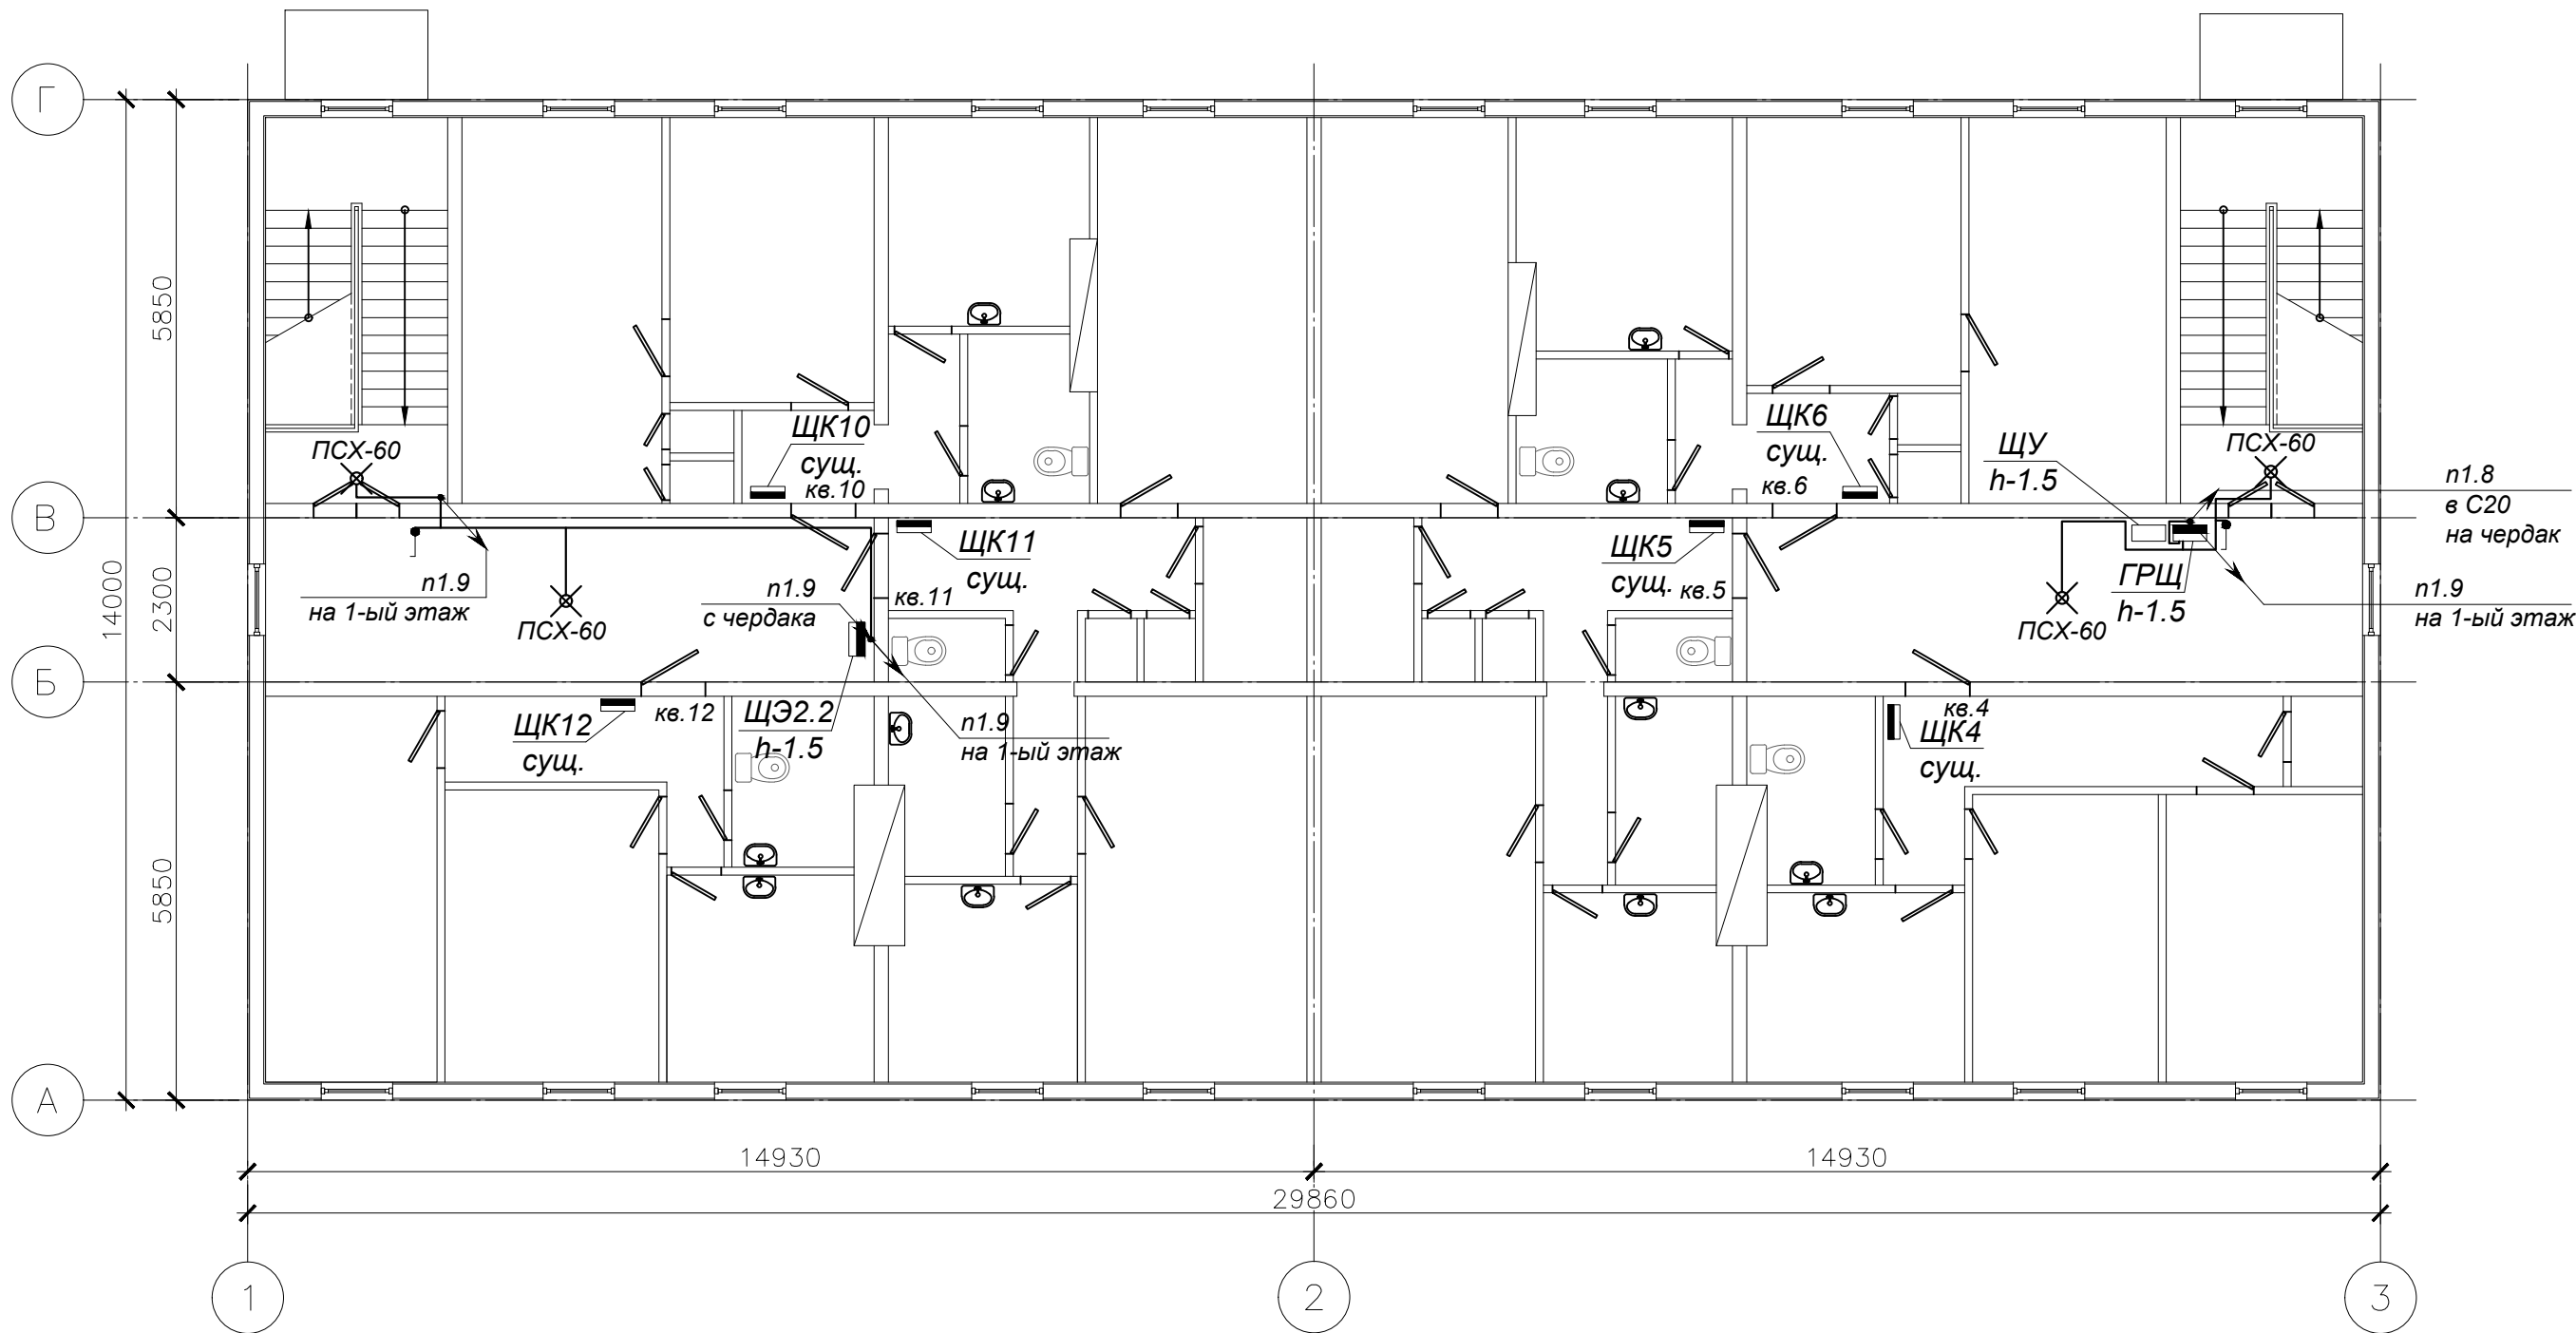 Г
В
Б
А
5850
2300
5850
14000
ПСХ-60
п1.9
на 1-ый этаж
ПСХ-60
ЩК10
сущ.
кв.10
ЩК11
сущ.
кв.11
п1.9
с чердака
ЩК12
сущ.
кв.12
ЩЭ2.2
h-1.5
п1.9
на 1-ый этаж
ЩК6
сущ.
кв.6
ЩК5
сущ.
кв.5
ЩУ
h-1.5
ПСХ-60
п1.8
в С20
на чердак
ГРЩ
h-1.5
ПСХ-60
п1.9
на 1-ый этаж
кв.4
ЩК4
сущ.
14930
14930
29860
1
2
3